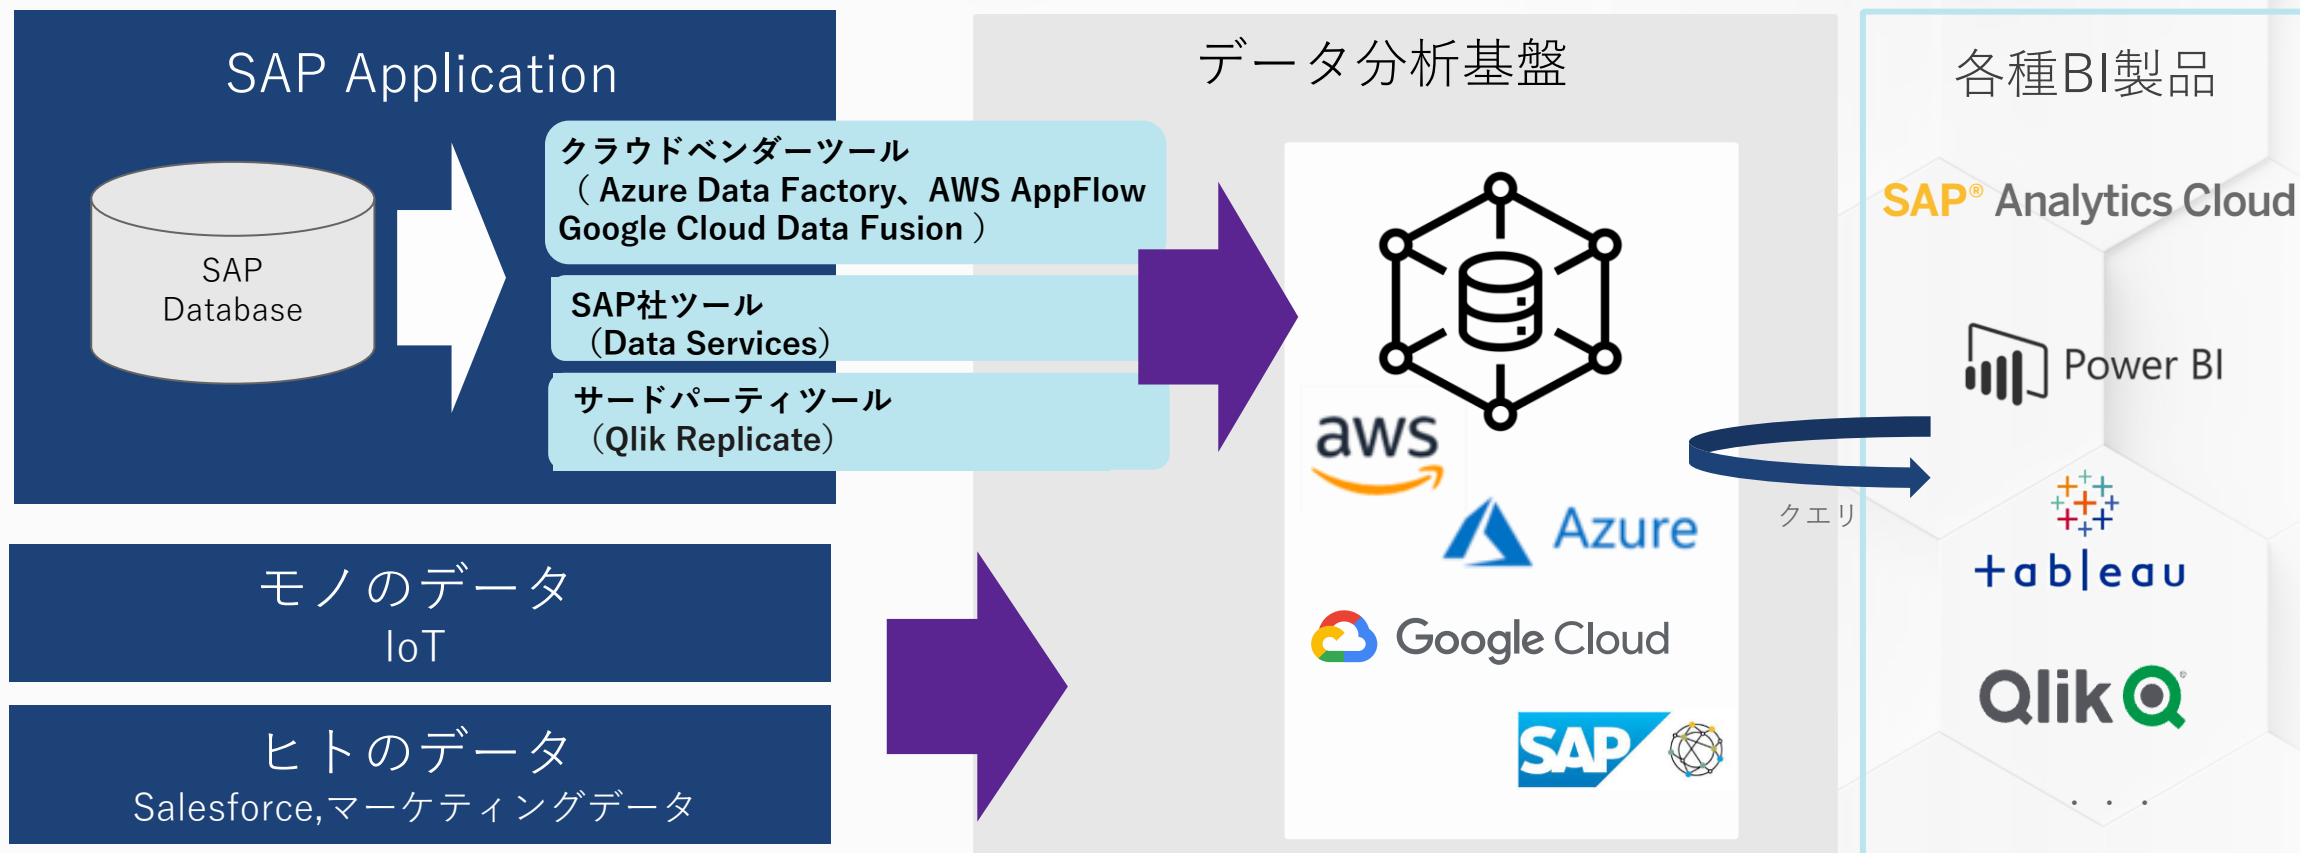 SAP Application
SAP
Database
クラウドベンダーツール
（ Azure Data Factory、AWS AppFlow
Google Cloud Data Fusion ）
SAP社ツール
（Data Services）
サードパーティツール
（Qlik Replicate）
モノのデータ
IoT
ヒトのデータ
Salesforce,マーケティングデータ
データ分析基盤
aws
Azure
Google Cloud
SAP
クエリ
各種BI製品
SAP® Analytics Cloud
Power BI
+ableau
Qlik®
・・・